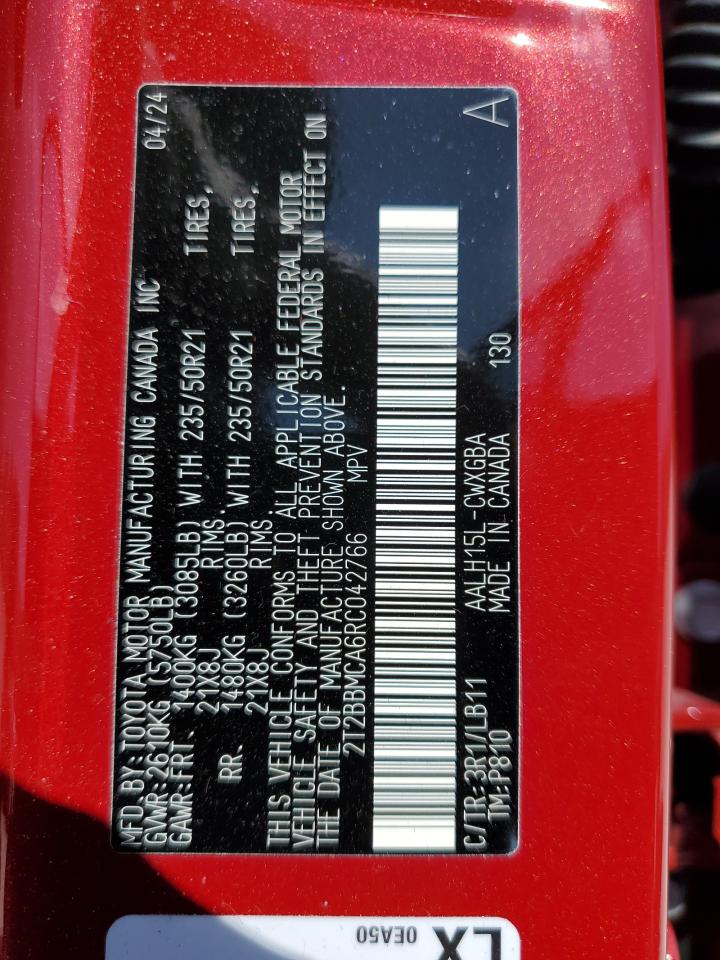 MFD. BY: TOYOTA MOTOR MANUFACTURING CANADA INC 04/24
GVWR: 2610KG (5750LB)
GAWR: FRT. 1400KG (3085LB) WITH 235/50R21 TIRES,
21X8J RIMS.
RR. 1480KG (3260LB) WITH 235/50R21 TIRES,
21X8J RIMS
THIS VEHICLE CONFORMS TO ALL APPLICABLE FEDERAL MOTOR
VEHICLE SAFETY AND THEFT PREVENTION STANDARDS IN EFFECT ON
THE DATE OF MANUFACTURE SHOWN ABOVE.
2T2BBMCA6RC042766 MPV
C/TR: 3R1/LB11 AALH15L-CWXGBA A
IM: P810 MADE IN CANADA 130
LX
0EA50